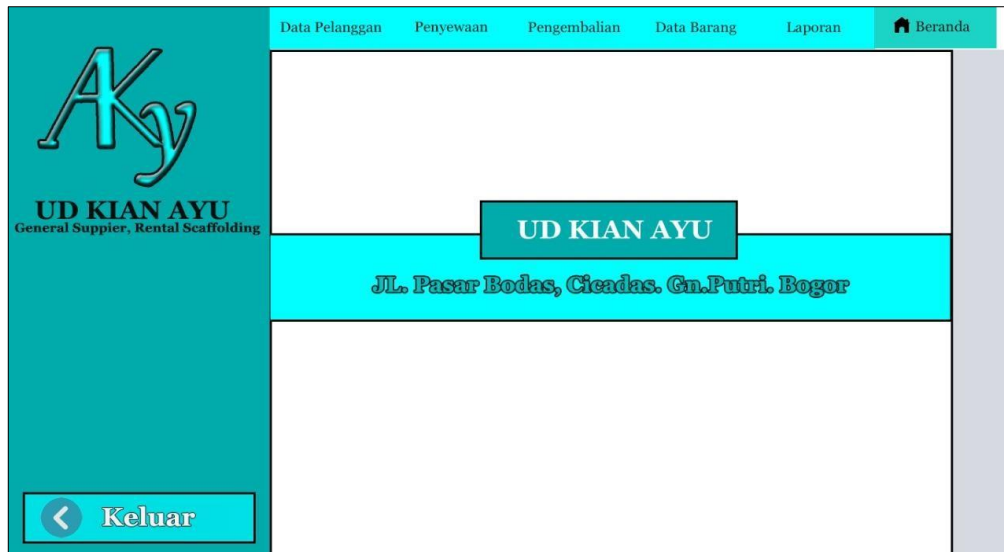 Data Pelanggan Penyewaan Pengembalian Data Barang Laporan Beranda
AKy
UD KIAN AYU
General Suppier, Rental Scaffolding
UD KIAN AYU
JL. Pasar Bodas, Cicadas. Gn.Putri. Bogor
Keluar